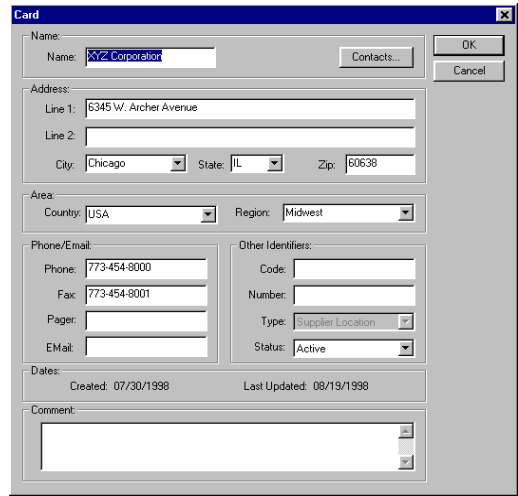 Card
Name:
Name: XYZ Corporation Contacts...
OK
Cancel
Address:
Line 1: 6345 W. Archer Avenue
Line 2:
City: Chicago State: IL Zip: 60638
Area:
Country: USA Region: Midwest
Phone/Email:
Phone: 773-454-8000
Fax: 773-454-8001
Pager:
EMail:
Other Identifiers:
Code:
Number:
Type: Supplier Location
Status: Active
Dates:
Created: 07/30/1998 Last Updated: 08/19/1998
Comment: